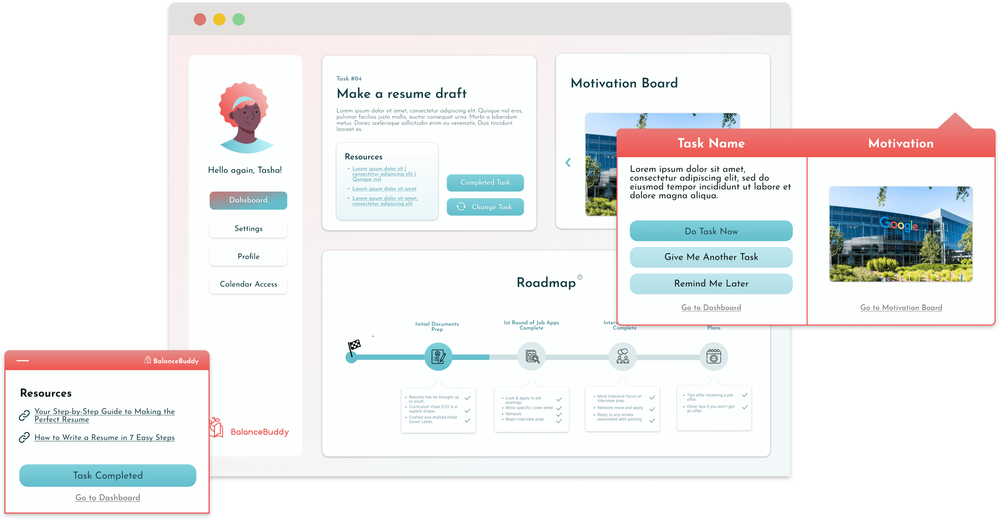 Hello again, Tasha!
Dahsboard
Settings
Profile
Calendar Access
BalanceBuddy
Task #04
Make a resume draft
Lorem ipsum dolor sit amet, consectetur adipiscing elit. Quisque nisl eros,
pulvinar facilisis justo mollis, auctor consequat urna. Morbi a bibendum
metus. Donec scelerisque sollicitudin enim eu venenatis. Duis tincidunt
laoreet ex.
Resources
• Lorem ipsum dolor sit |
consectetur adipiscing elit |
Quisque nisl
• Lorem ipsum dolor sit amet
• Lorem ipsum dolor sit amet,
consectetur adipiscing elit
Completed Task
Change Task
Motivation Board
Task Name
Lorem ipsum dolor sit amet,
consectetur adipiscing elit, sed do
eiusmod tempor incididunt ut labore et
dolore magna aliqua.
Do Task Now
Give Me Another Task
Remind Me Later
Go to Dashboard
Motivation
Google
Go to Motivation Board
Roadmap
Initial Documents
Prep
1st Round of Job Apps
Complete
Complete
Plans
• Resume has be brought up
to snuff.
• Curriculum Vitae (CV) is in
superb shape.
• Crafted and drafted Initial
Cover Letter.
• Look & apply to job
postings
• Write specific cover letter
• Network
• Begin interview prep
• More intensive focus on
interview prep
• Network more and apply
• Reply to any emails
associated with posting
• Tips after recieving a job
offer.
• Other tips if you don't get
an offer.
BalanceBuddy
Resources
Your Step-by-Step Guide to Making the
Perfect Resume
How to Write a Resume in 7 Easy Steps
Task Completed
Go to Dashboard